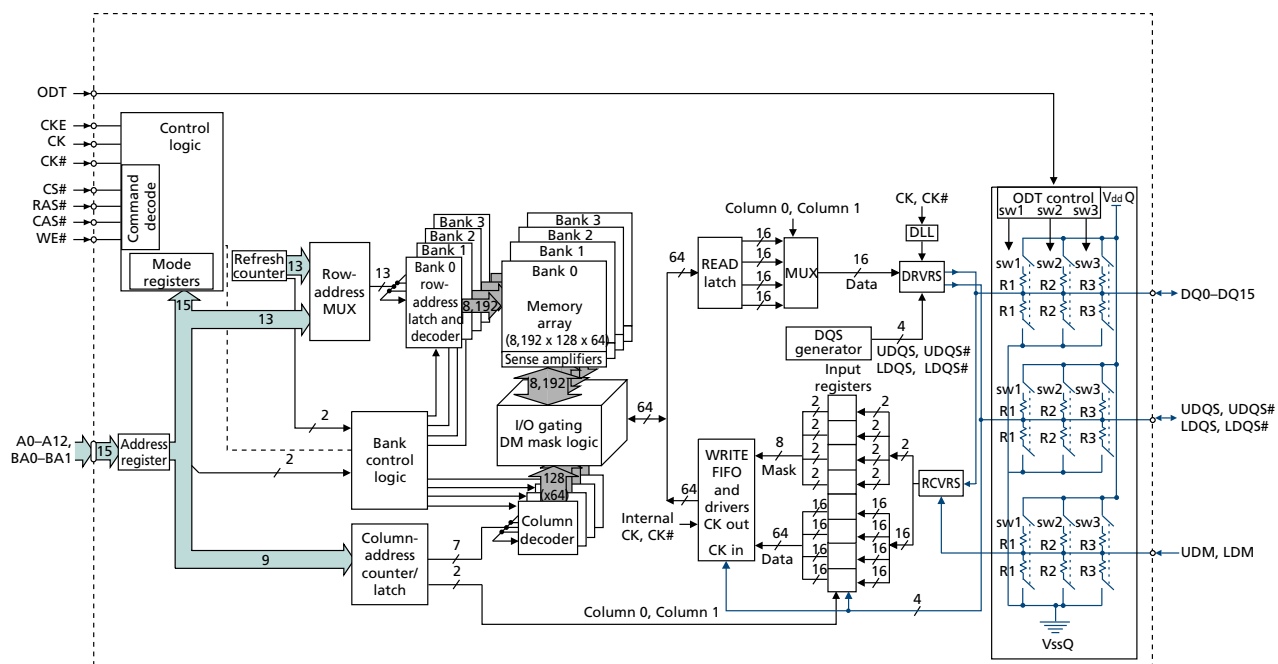 ODT
CKE
CK
CK#
CS#
RAS#
CAS#
WE#
Control
logic
Command
decode
Mode
registers
15
Refresh
counter
13
13
Row-
address
MUX
13
Bank 3
Bank 2
Bank 1
Bank 0
row-
address
latch and
decoder
8,192
Bank 3
Bank 2
Bank 1
Bank 0
Memory
array
(8,192 x 128 x 64)
Sense amplifiers
8,192
I/O gating
DM mask logic
64
A0–A12,
BA0–BA1
15
Address
register
2
2
Bank
control
logic
128
(x64)
Column
decoder
9
Column-
address
counter/
latch
7
2
Column 0, Column 1
64
READ
latch
Column 0, Column 1
16
16
16
16
MUX
16
Data
CK, CK#
DLL
DRVRS
DQS
generator
4
UDQS, UDQS#
LDQS, LDQS#
Input
registers
64
WRITE
FIFO
and
drivers
CK out
CK in
Internal
CK, CK#
8
Mask
64
Data
2
2
2
2
16
16
16
16
2
2
2
2
16
16
16
16
2
16
RCVRS
4
ODT control
VddQ
sw1 sw2 sw3
sw1 sw2 sw3
R1 R2 R3
R1 R2 R3
sw1 sw2 sw3
R1 R2 R3
R1 R2 R3
sw1 sw2 sw3
R1 R2 R3
R1 R2 R3
VssQ
DQ0–DQ15
UDQS, UDQS#
LDQS, LDQS#
UDM, LDM